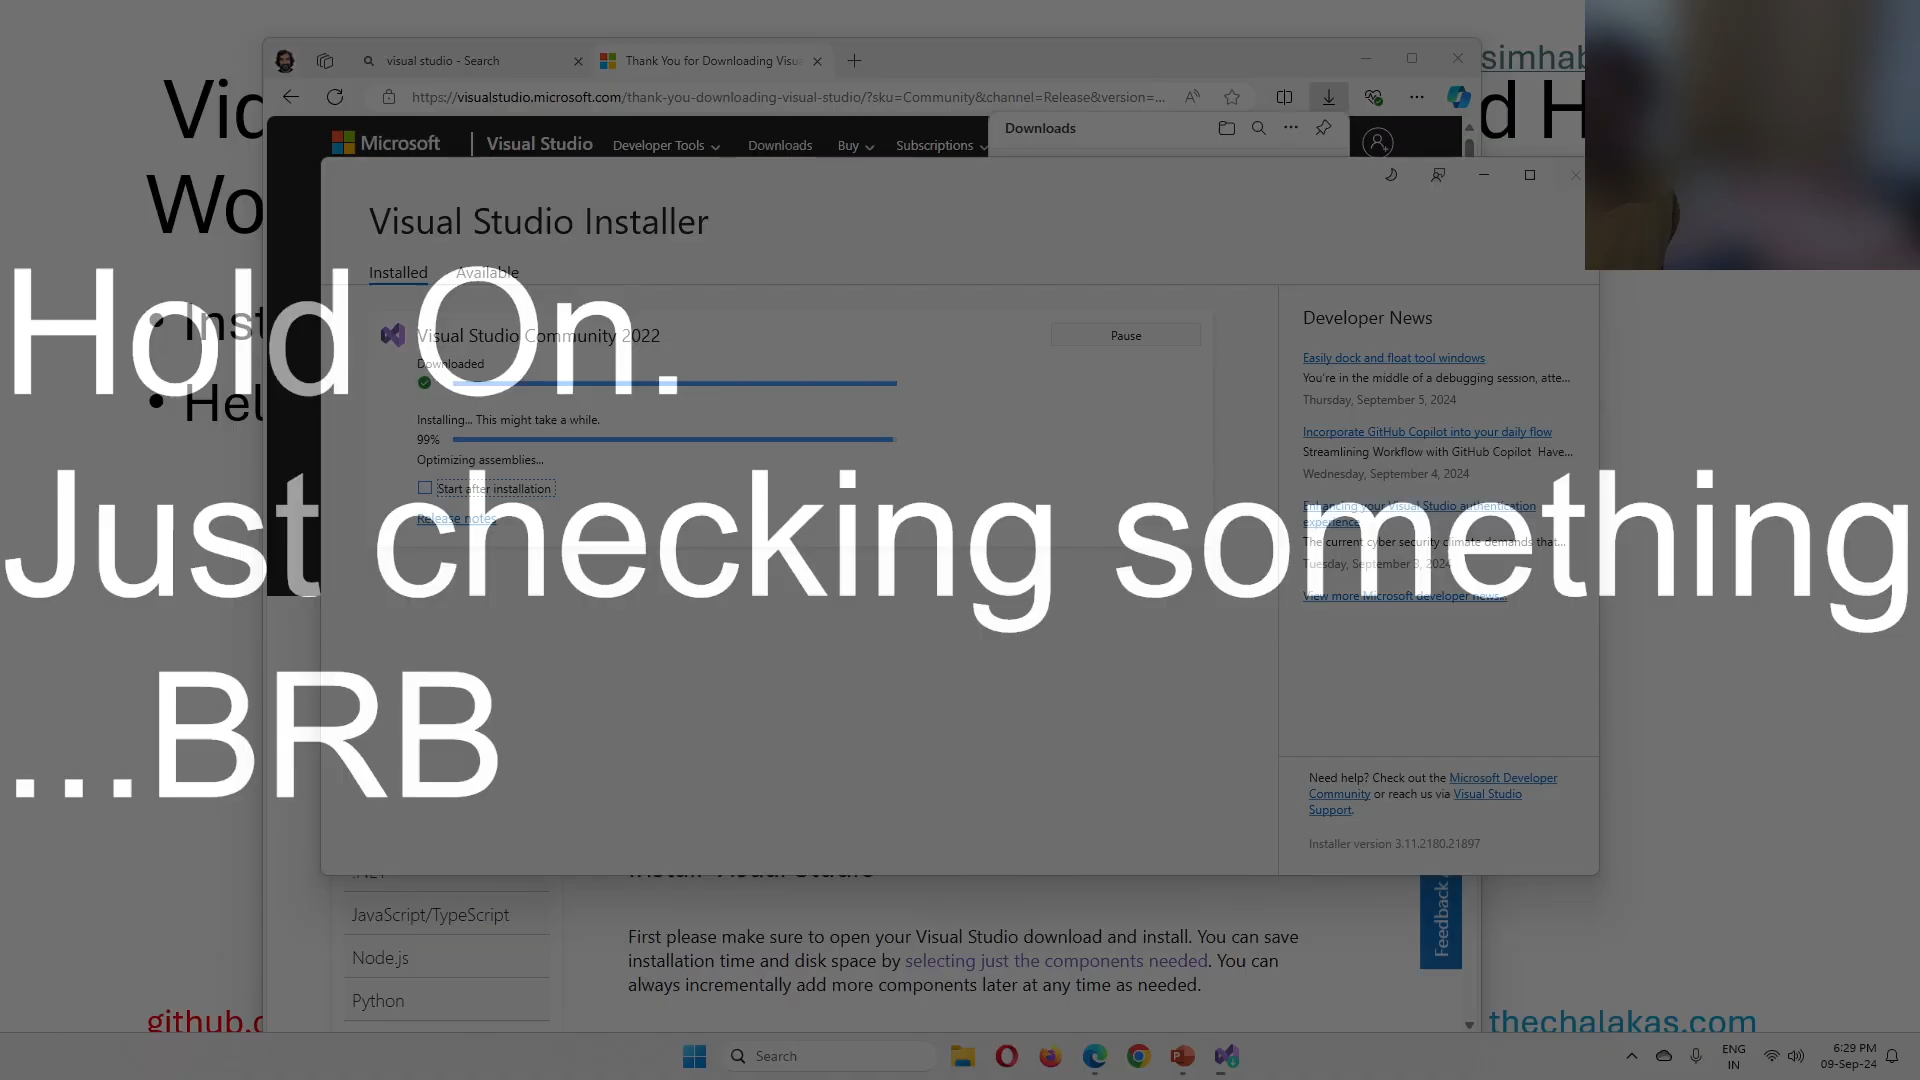 simhab
visual studio - Search
Thank You for Downloading Visua
https://visualstudio.microsoft.com/thank-you-downloading-visual-studio/?sku=Community&channel=Release&version=...
Vid
d H
Microsoft
Visual Studio
Developer Tools
Downloads
Buy
Subscriptions
Downloads
Wo
Visual Studio Installer
Installed
Available
Hold On.
Inst
Hel
Visual Studio Community 2022
Pause
Downloaded
Installing... This might take a while.
99%
Optimizing assemblies...
Start after installation
Release notes
Developer News
Easily dock and float tool windows
You're in the middle of a debugging session, atte...
Thursday, September 5, 2024
Incorporate GitHub Copilot into your daily flow
Streamlining Workflow with GitHub Copilot Have...
Wednesday, September 4, 2024
Enhancing your Visual Studio authentication
experience
The current cyber security climate demands that...
Tuesday, September 3, 2024
View more Microsoft developer news...
Just checking something
...BRB
Need help? Check out the Microsoft Developer
Community or reach us via Visual Studio
Support.
Installer version 3.11.2180.21897
JavaScript/TypeScript
Node.js
Python
First please make sure to open your Visual Studio download and install. You can save
installation time and disk space by selecting just the components needed. You can
always incrementally add more components later at any time as needed.
Feedback
github.c
thechalakas.com
Search
ENG
IN
6:29 PM
09-Sep-24